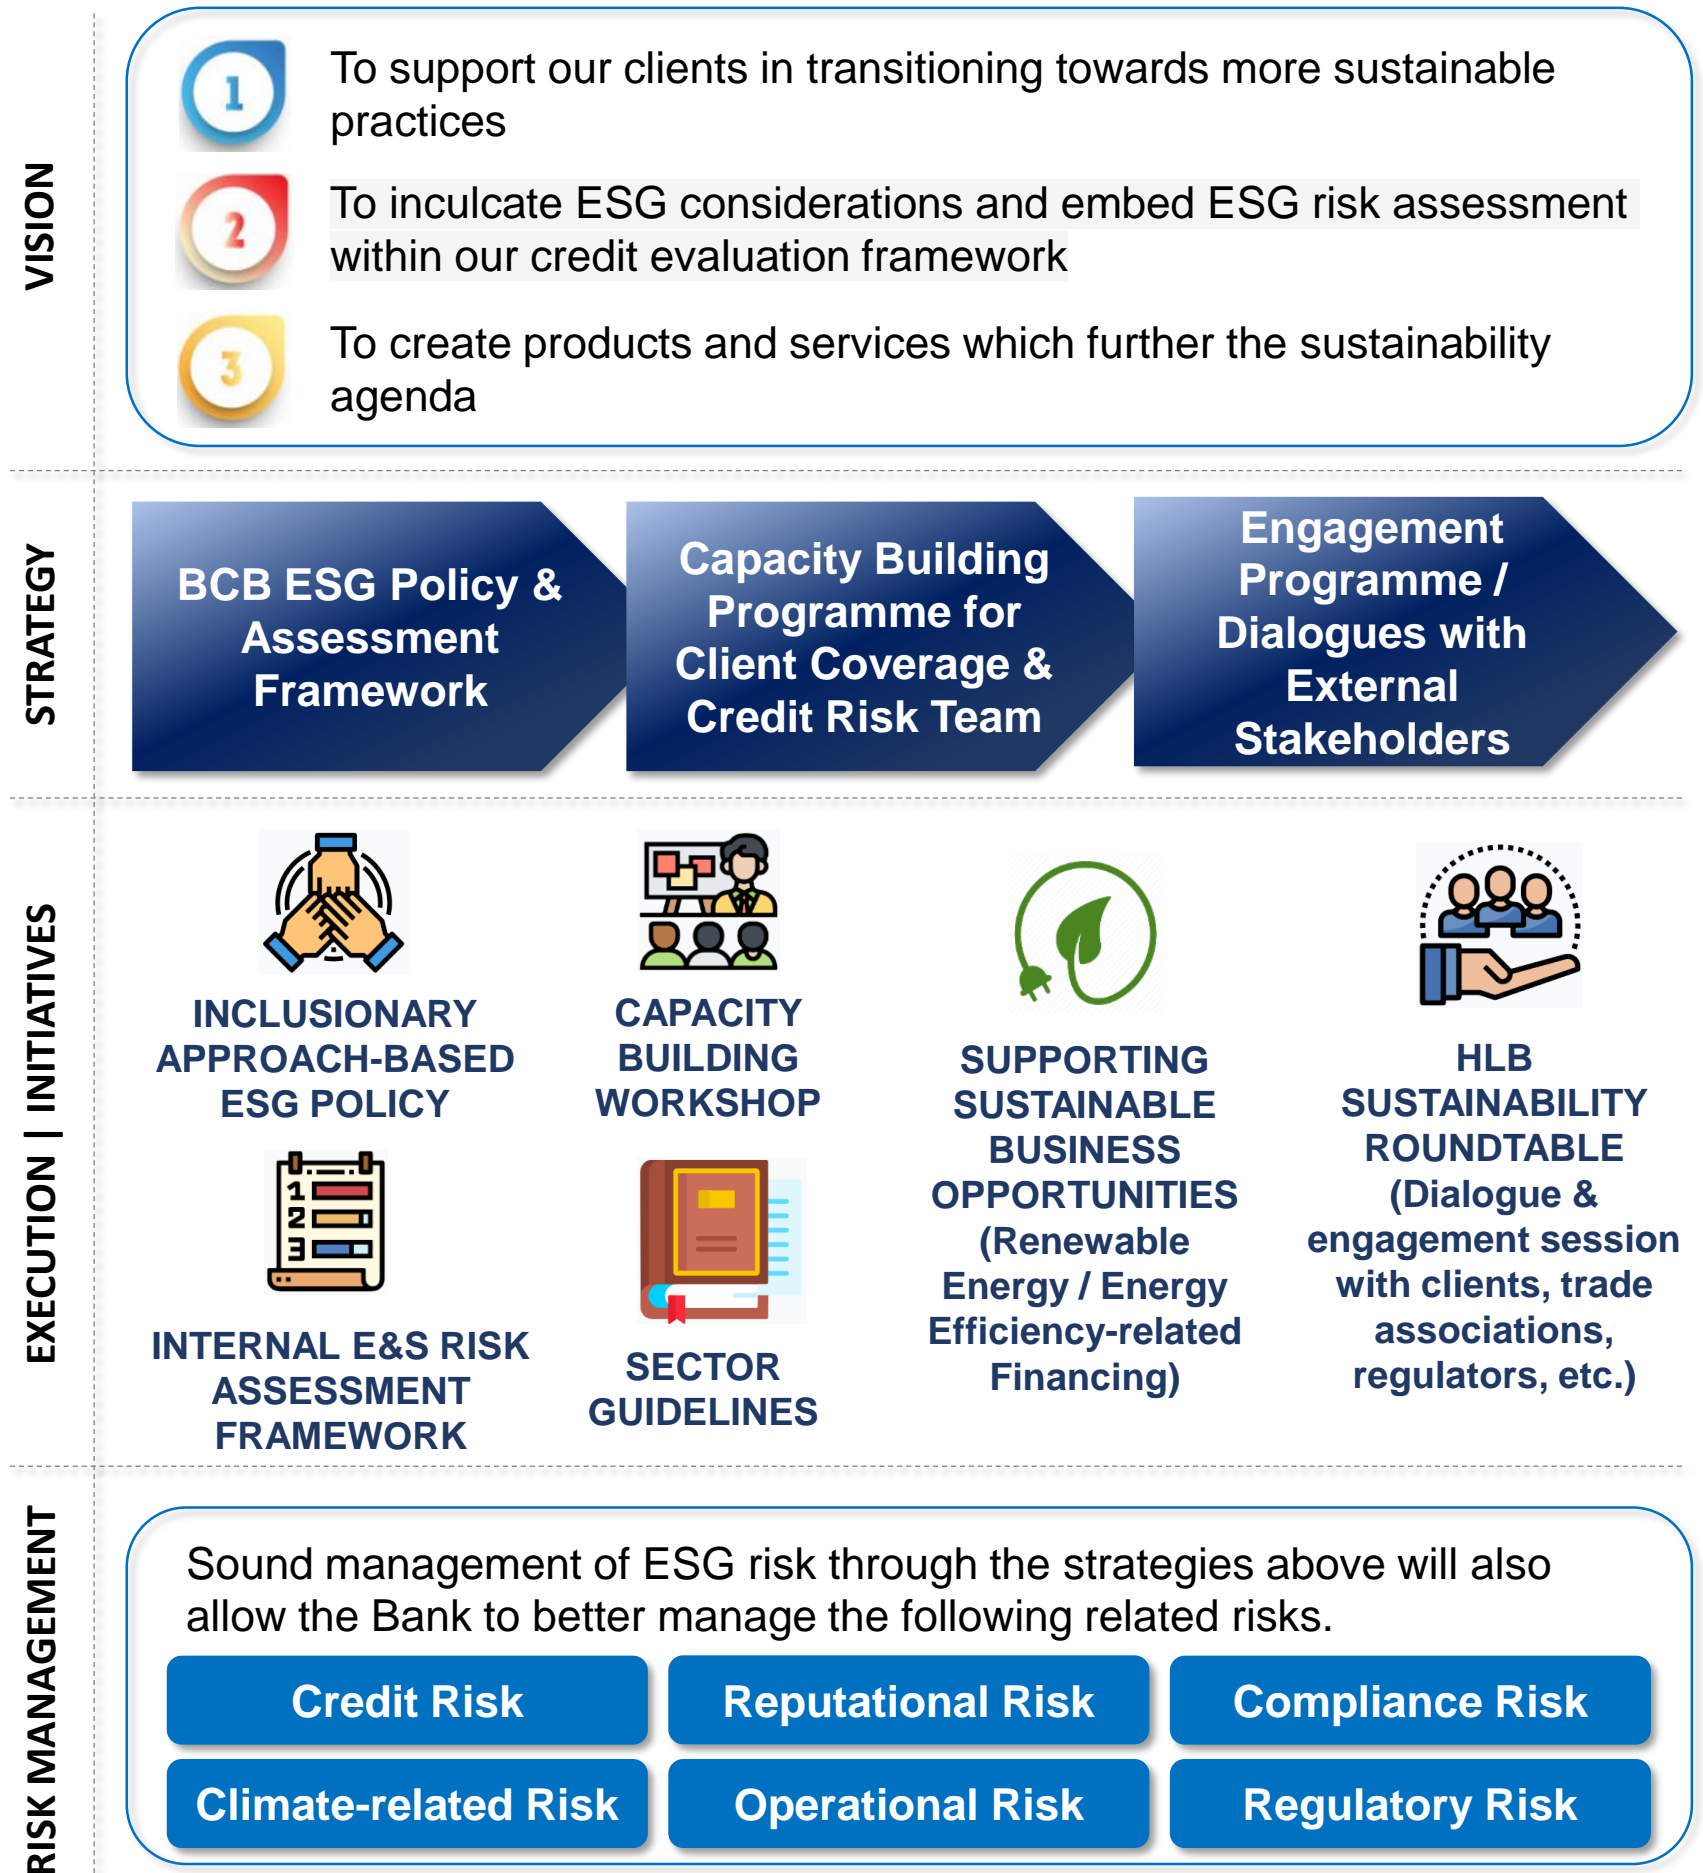 VISION
1
To support our clients in transitioning towards more sustainable
practices
2
To inculcate ESG considerations and embed ESG risk assessment
within our credit evaluation framework
3
To create products and services which further the sustainability
agenda
STRATEGY
BCB ESG Policy &
Assessment
Framework
Capacity Building
Programme for
Client Coverage &
Credit Risk Team
Engagement
Programme /
Dialogues with
External
Stakeholders
EXECUTION | INITIATIVES
INCLUSIONARY
APPROACH-BASED
ESG POLICY
1
2
3
INTERNAL E&S RISK
ASSESSMENT
FRAMEWORK
CAPACITY
BUILDING
WORKSHOP
SECTOR
GUIDELINES
SUPPORTING
SUSTAINABLE
BUSINESS
OPPORTUNITIES
(Renewable
Energy / Energy
Efficiency-related
Financing)
HLB
SUSTAINABILITY
ROUNDTABLE
(Dialogue &
engagement session
with clients, trade
associations,
regulators, etc.)
RISK MANAGEMENT
Sound management of ESG risk through the strategies above will also
allow the Bank to better manage the following related risks.
Credit Risk
Reputational Risk
Compliance Risk
Climate-related Risk
Operational Risk
Regulatory Risk